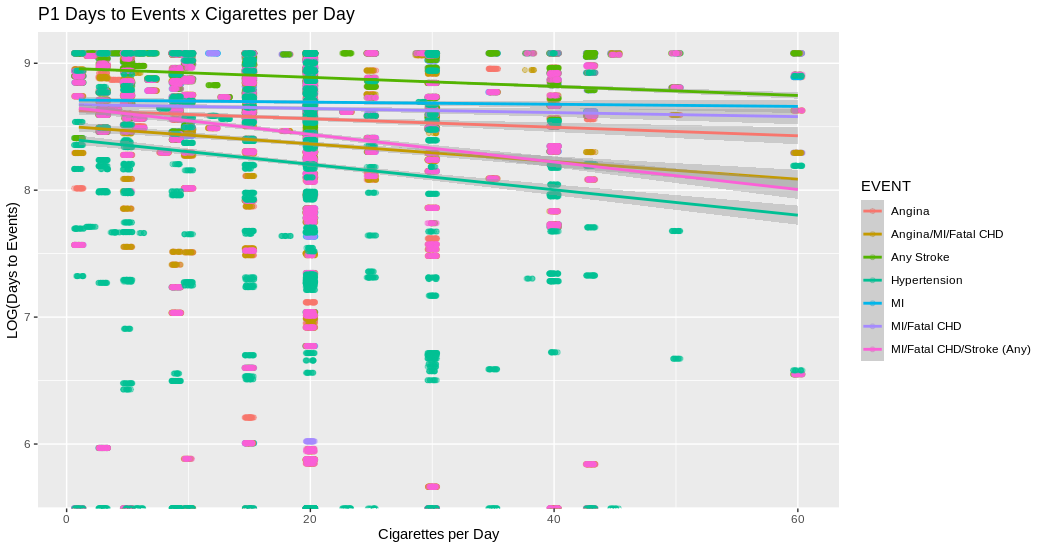 P1 Days to Events x Cigarettes per Day
LOG(Days to Events)
9
8
7
6
0
20
40
60
Cigarettes per Day
EVENT
Angina
Angina/MI/Fatal CHD
Any Stroke
Hypertension
MI
MI/Fatal CHD
MI/Fatal CHD/Stroke (Any)